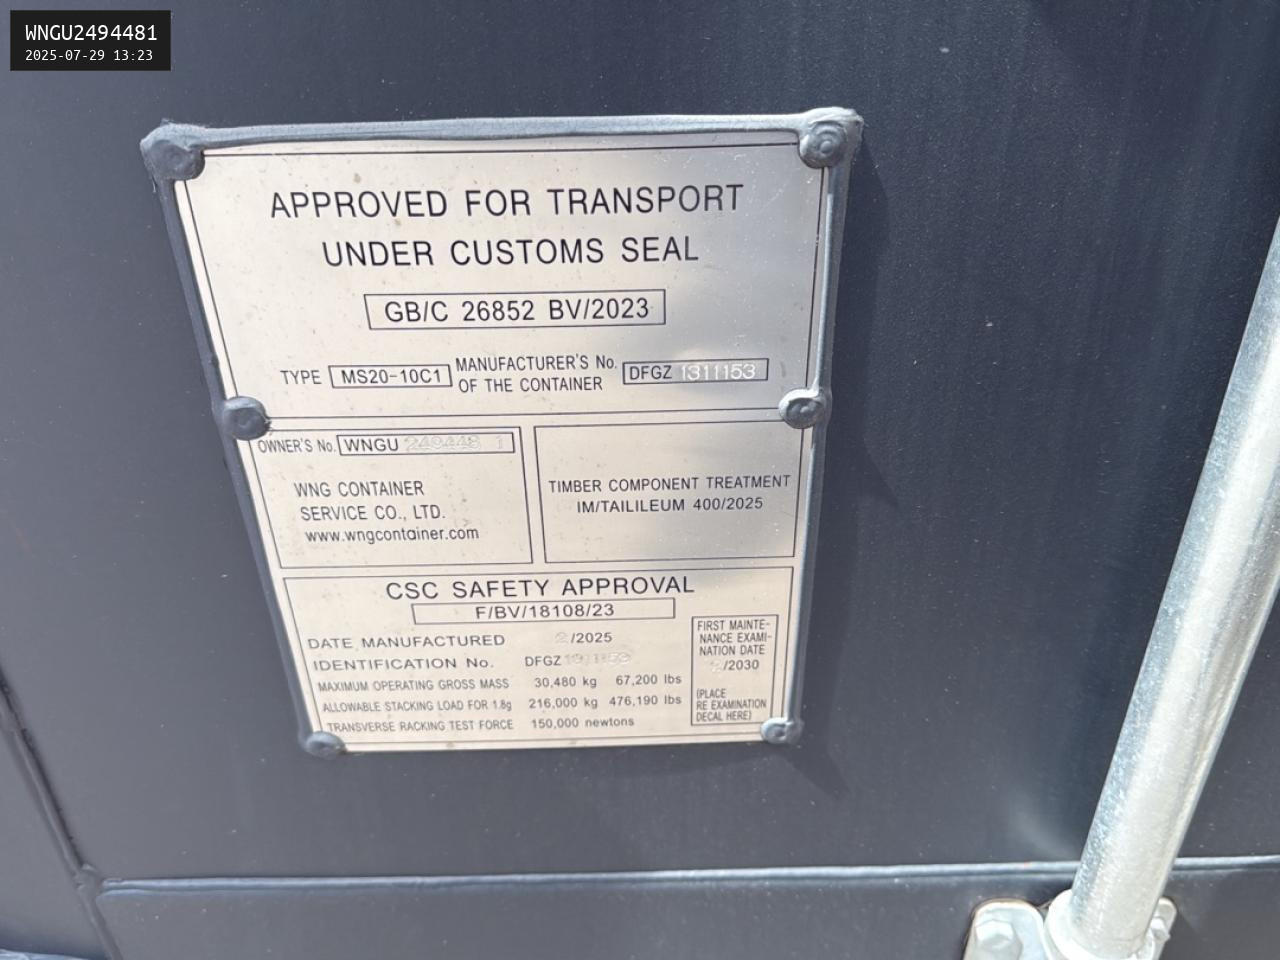 WNGU2494481
2025-07-29 13:23
APPROVED FOR TRANSPORT
UNDER CUSTOMS SEAL
GB/C 26852 BV/2023
TYPE MS20-10C1 MANUFACTURER'S No. OF THE CONTAINER DFGZ 1311153
OWNER'S No. WNGU 249448 1
WNG CONTAINER
SERVICE CO., LTD.
www.wngcontainer.com
TIMBER COMPONENT TREATMENT
IM/TAILILEUM 400/2025
CSC SAFETY APPROVAL
F/BV/18108/23
DATE MANUFACTURED 2/2025
IDENTIFICATION No. DFGZ 1311153
MAXIMUM OPERATING GROSS MASS 30,480 kg 67,200 lbs
ALLOWABLE STACKING LOAD FOR 1.8g 216,000 kg 476,190 lbs
TRANSVERSE RACKING TEST FORCE 150,000 newtons
FIRST MAINTE-
NANCE EXAMI-
NATION DATE
/2030
(PLACE
RE EXAMINATION
DECAL HERE)